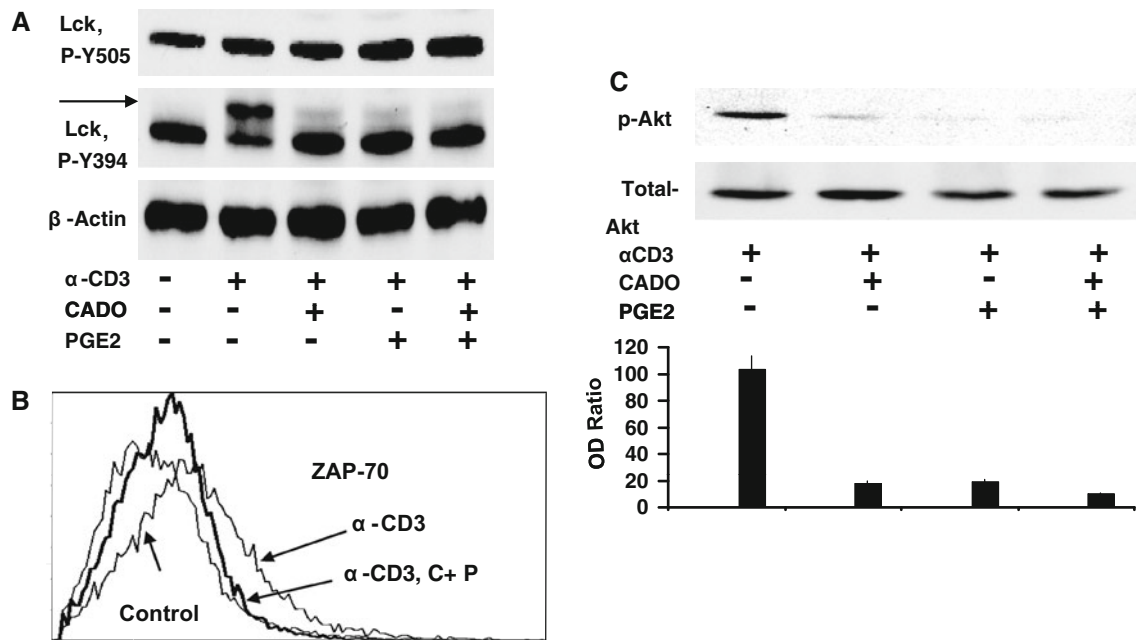 A
Lck,
P-Y505
Lck,
P-Y394
β -Actin
α -CD3 - + + + +
CADO - - + - +
PGE2 - - - + +
B
ZAP-70
α -CD3
α -CD3, C+ P
Control
C
p-Akt
Total-
Akt
αCD3 + + + +
CADO - + - +
PGE2 - - + +
OD Ratio
120
100
80
60
40
20
0